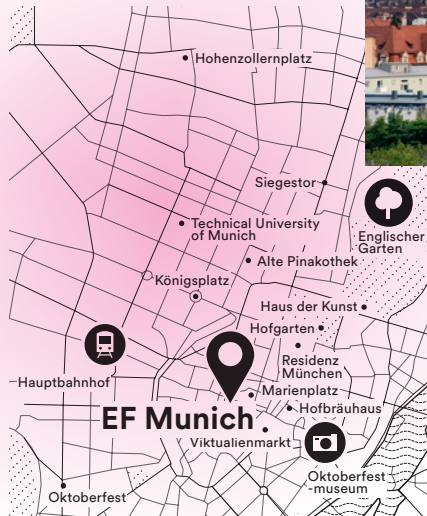 Hohenzollernplatz
Siegestor
Technical University
of Munich
Englischer
Garten
Alte Pinakothek
Königsplatz
Haus der Kunst
Hofgarten
Residenz
München
Hauptbahnhof
Marienplatz
EF Munich
Hofbräuhaus
Viktualienmarkt
Oktoberfest
-museum
Oktoberfest